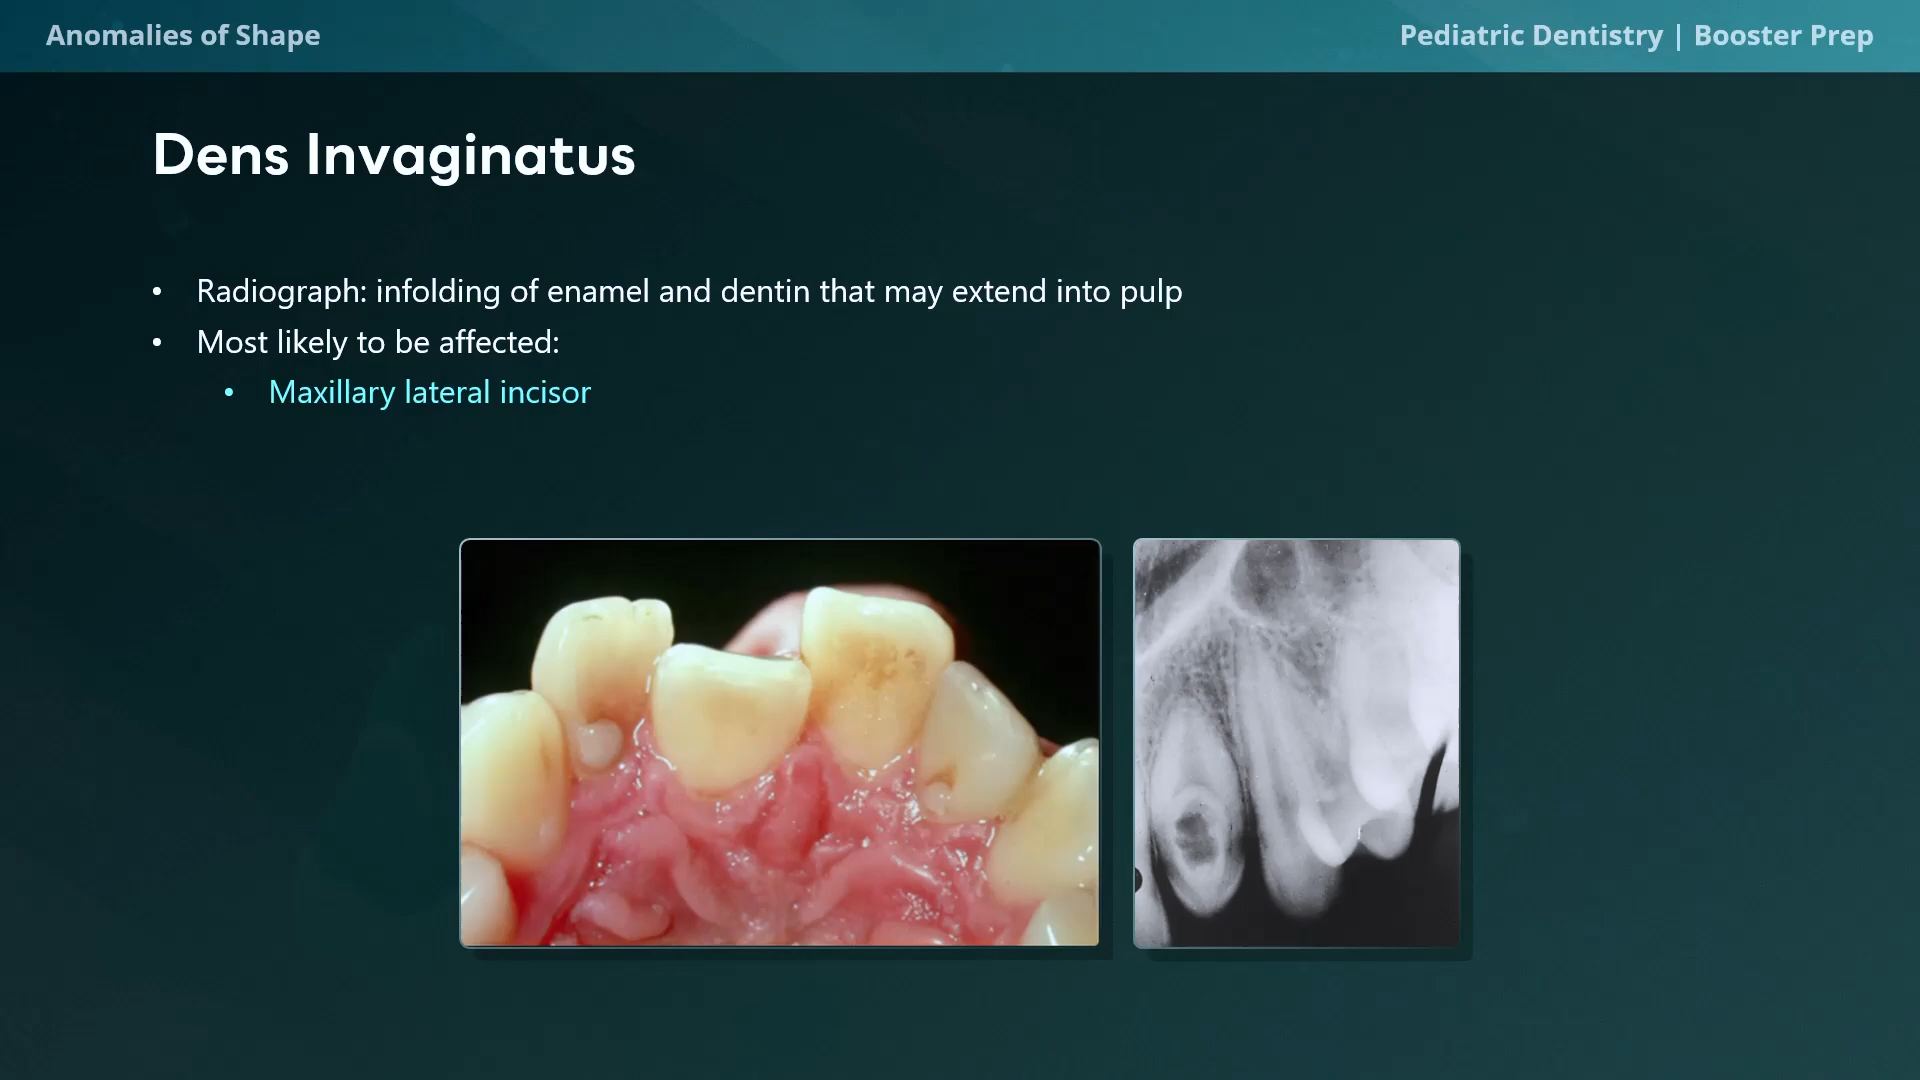 Anomalies of Shape
Pediatric Dentistry | Booster Prep
Dens Invaginatus
• Radiograph: infolding of enamel and dentin that may extend into pulp
• Most likely to be affected:
• Maxillary lateral incisor